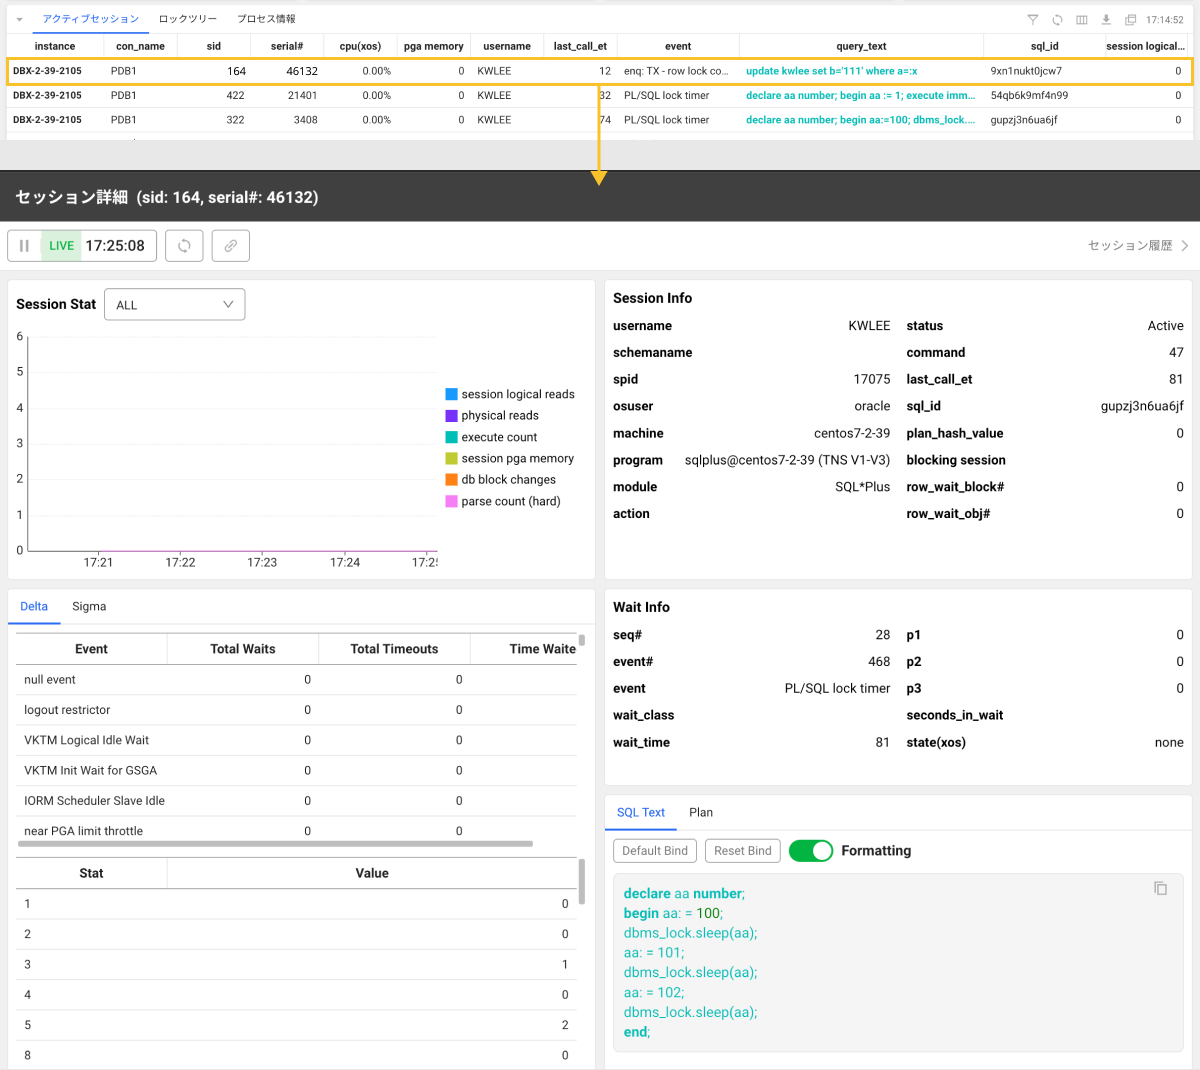 アクティブセッション ロックツリー プロセス情報 17:14:52
instance con_name sid serial# cpu(xos) pga memory username last_call_et event query_text sql_id session logical...
DBX-2-39-2105 PDB1 164 46132 0.00% 0 KWLEE 12 enq: TX - row lock co... update kwlee set b='111' where a=:x 9xn1nukt0jcw7 0
DBX-2-39-2105 PDB1 422 21401 0.00% 0 KWLEE 32 PL/SQL lock timer declare aa number; begin aa := 1; execute imm... 54qb6k9mf4n99 0
DBX-2-39-2105 PDB1 322 3408 0.00% 0 KWLEE 74 PL/SQL lock timer declare aa number; begin aa:=100; dbms_lock.... gupzj3n6ua6jf 0
セッション詳細 (sid: 164, serial#: 46132)
LIVE 17:25:08 セッション履歴
Session Stat ALL
6
5
4
3
2
1
0
17:21 17:22 17:23 17:24 17:25
session logical reads
physical reads
execute count
session pga memory
db block changes
parse count (hard)
Session Info
username KWLEE status Active
schemaname command 47
spid 17075 last_call_et 81
osuser oracle sql_id gupzj3n6ua6jf
machine centos7-2-39 plan_hash_value 0
program sqlplus@centos7-2-39 (TNS V1-V3) blocking session
module SQL*Plus row_wait_block# 0
action row_wait_obj# 0
Delta Sigma
Event Total Waits Total Timeouts Time Waite
null event 0 0
logout restrictor 0 0
VKTM Logical Idle Wait 0 0
VKTM Init Wait for GSGA 0 0
IORM Scheduler Slave Idle 0 0
near PGA limit throttle 0 0
Stat Value
1 0
2 0
3 1
4 0
5 2
8 0
Wait Info
seq# 28 p1 0
event# 468 p2 0
event PL/SQL lock timer p3 0
wait_class seconds_in_wait
wait_time 81 state(xos) none
SQL Text Plan
Default Bind Reset Bind Formatting
declare aa number;
begin aa: = 100;
dbms_lock.sleep(aa);
aa: = 101;
dbms_lock.sleep(aa);
aa: = 102;
dbms_lock.sleep(aa);
end;